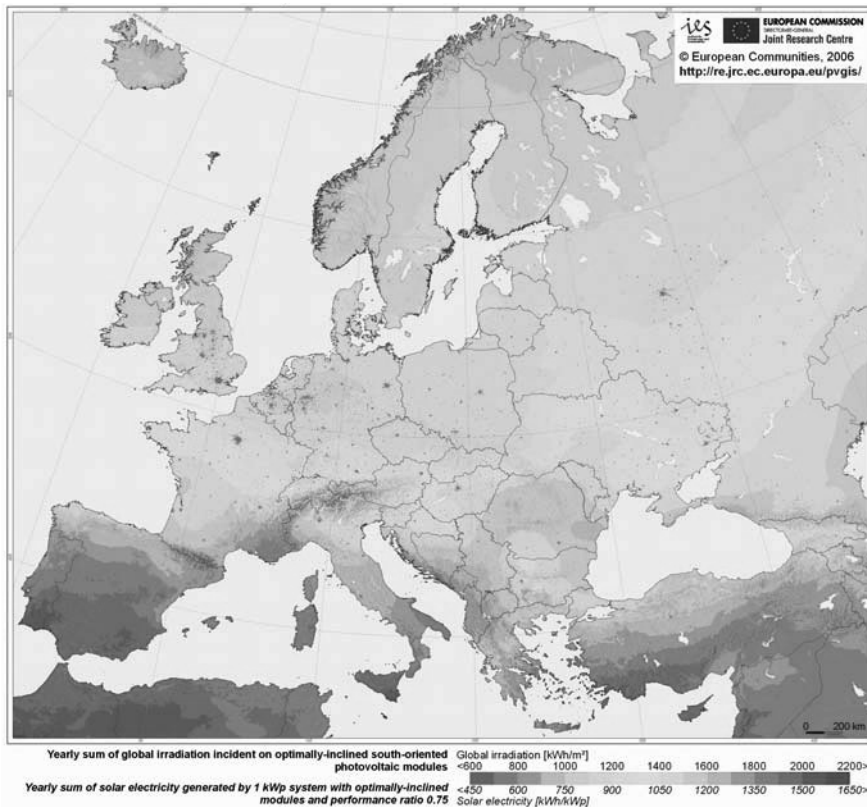 ies
EUROPEAN COMMISSION
DIRECTORATE-GENERAL
Joint Research Centre
© European Communities, 2006
http://re.jrc.ec.europa.eu/pvgis/
0 200 km
Yearly sum of global irradiation incident on optimally-inclined south-oriented
photovoltaic modules
Global irradiation [kWh/m²]
<600 800 1000 1200 1400 1600 1800 2000 2200>
<450 600 750 900 1050 1200 1350 1500 1650>
Solar electricity [kWh/kWp]
Yearly sum of solar electricity generated by 1 kWp system with optimally-inclined
modules and performance ratio 0.75